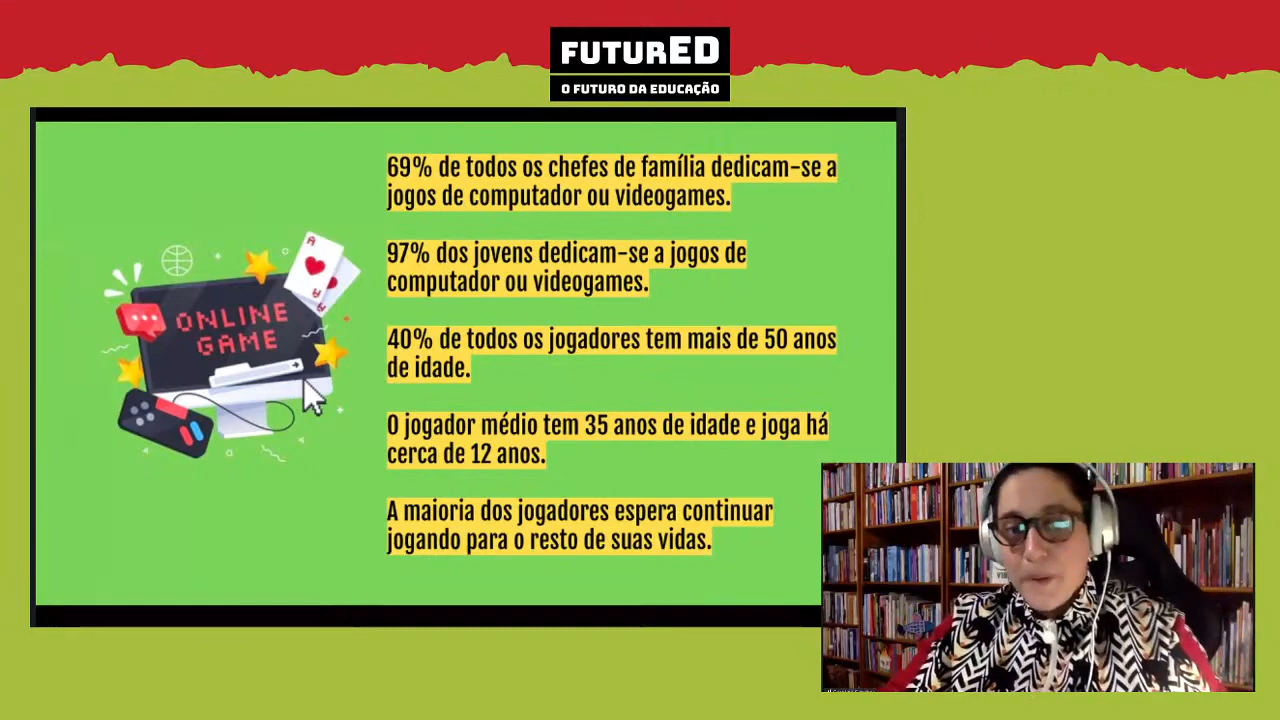 FUTURED
O FUTURO DA EDUCAÇÃO
69% de todos os chefes de família dedicam-se a
jogos de computador ou videogames.
97% dos jovens dedicam-se a jogos de
computador ou videogames.
40% de todos os jogadores tem mais de 50 anos
de idade.
O jogador médio tem 35 anos de idade e joga há
cerca de 12 anos.
A maioria dos jogadores espera continuar
jogando para o resto de suas vidas.
A
A
A
ONLINE
GAME